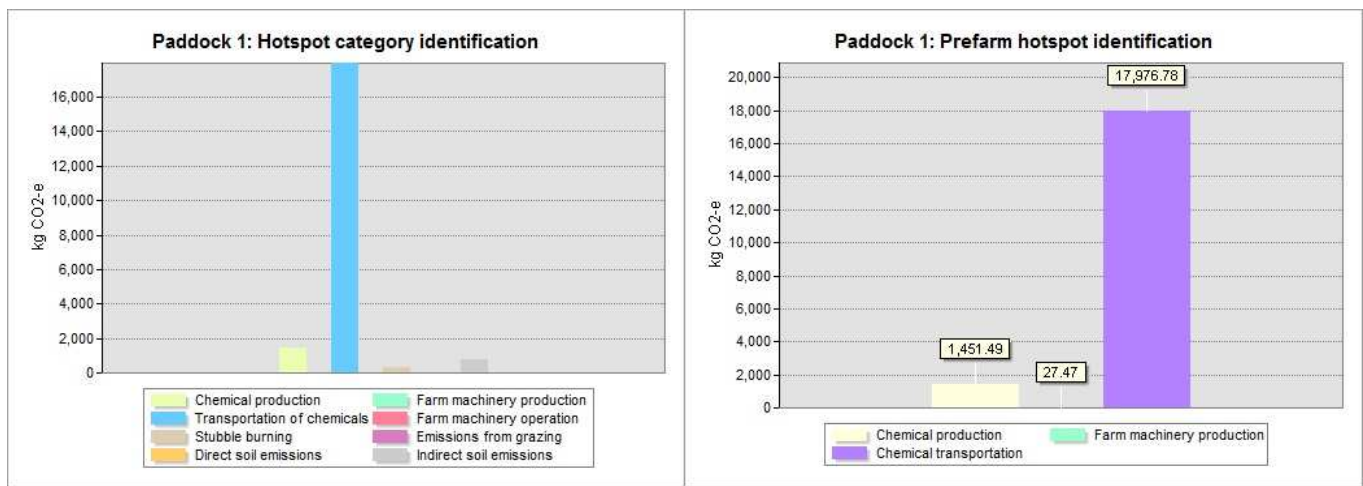 Paddock 1: Hotspot category identification
kg CO2-e
16,000
14,000
12,000
10,000
8,000
6,000
4,000
2,000
0
Chemical production
Farm machinery production
Transportation of chemicals
Farm machinery operation
Stubble burning
Emissions from grazing
Direct soil emissions
Indirect soil emissions
Paddock 1: Prefarm hotspot identification
kg CO2-e
20,000
18,000
16,000
14,000
12,000
10,000
8,000
6,000
4,000
2,000
0
17,976.78
1,451.49
27.47
Chemical production
Farm machinery production
Chemical transportation